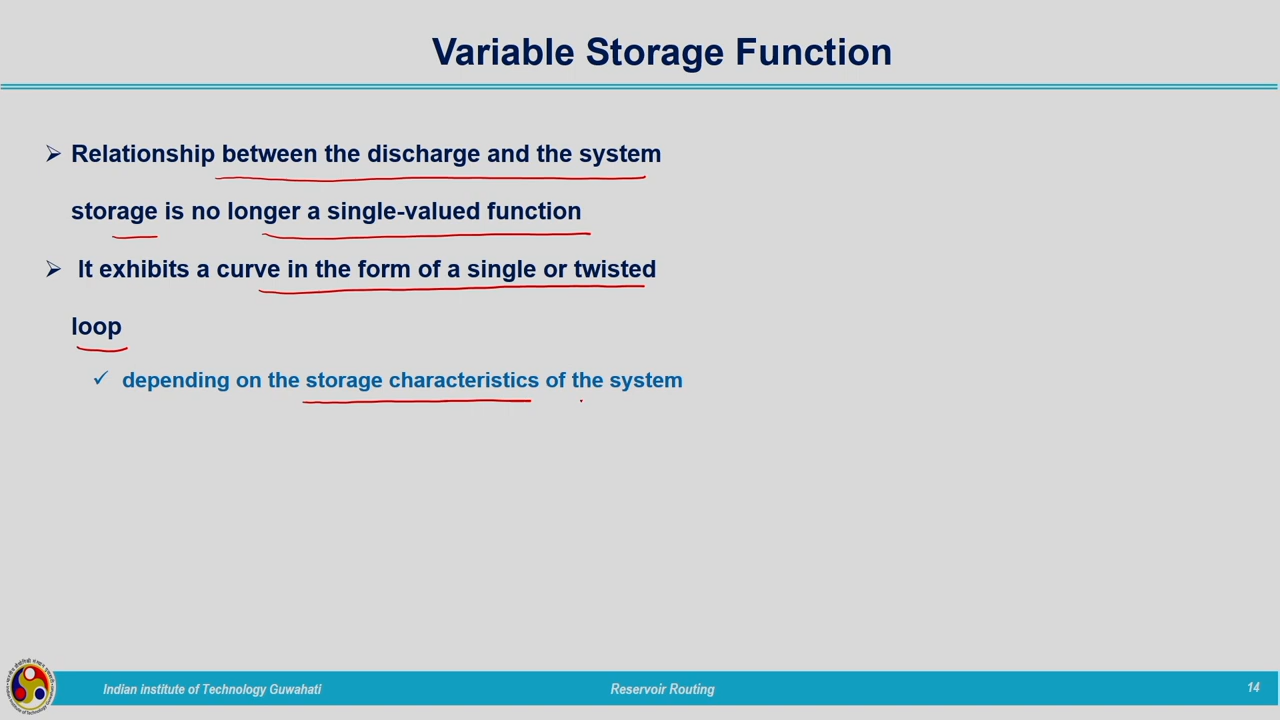 Variable Storage Function
➢ Relationship between the discharge and the system
storage is no longer a single-valued function
➢ It exhibits a curve in the form of a single or twisted
loop
✓ depending on the storage characteristics of the system
Indian institute of Technology Guwahati
Reservoir Routing
14